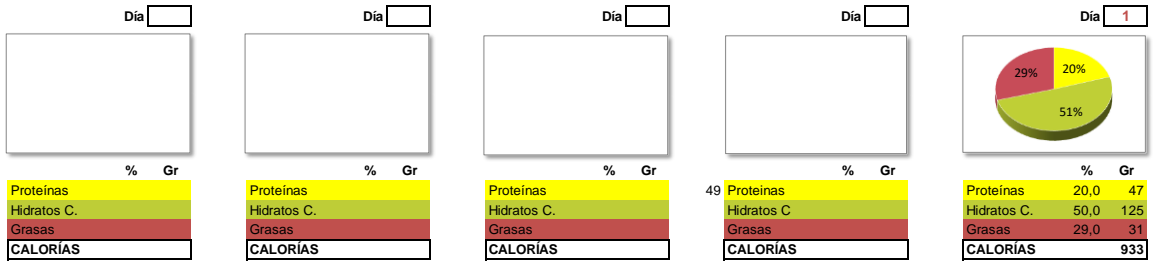 Día Día Día Día Día 1
29% 20%
51%
% Gr % Gr % Gr % Gr % Gr
Proteínas Proteínas Proteínas 49 Proteinas Proteínas 20,0 47
Hidratos C. Hidratos C. Hidratos C. Hidratos C Hidratos C. 50,0 125
Grasas Grasas Grasas Grasas Grasas 29,0 31
CALORÍAS CALORÍAS CALORÍAS CALORÍAS CALORÍAS 933